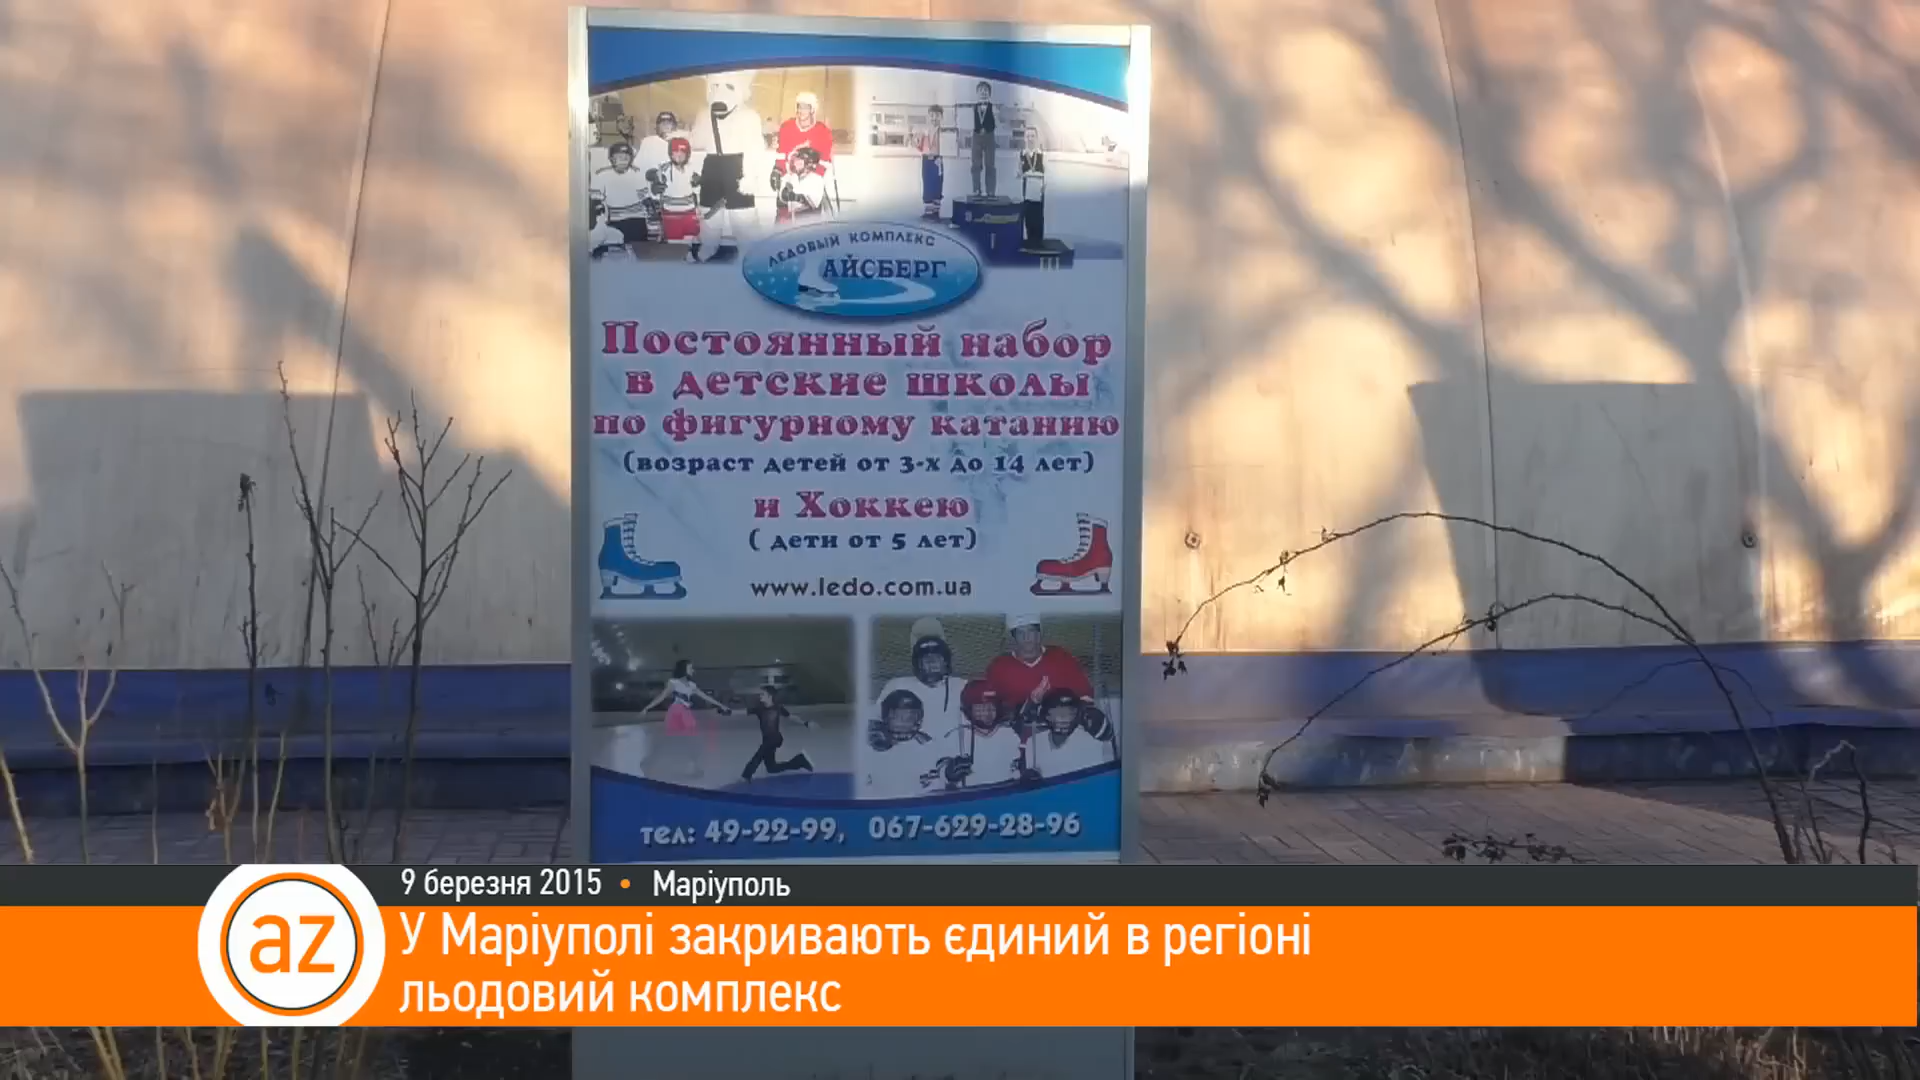 ЛЕДОВЫЙ КОМПЛЕКС
АЙСБЕРГ
Постоянный набор
в детские школы
по фигурному катанию
(возраст детей от 3-х до 14 лет)
и Хоккею
( дети от 5 лет)
www.ledo.com.ua
тел: 49-22-99, 067-629-28-96
9 березня 2015 • Маріуполь
az
У Маріуполі закривають єдиний в регіоні
льодовий комплекс